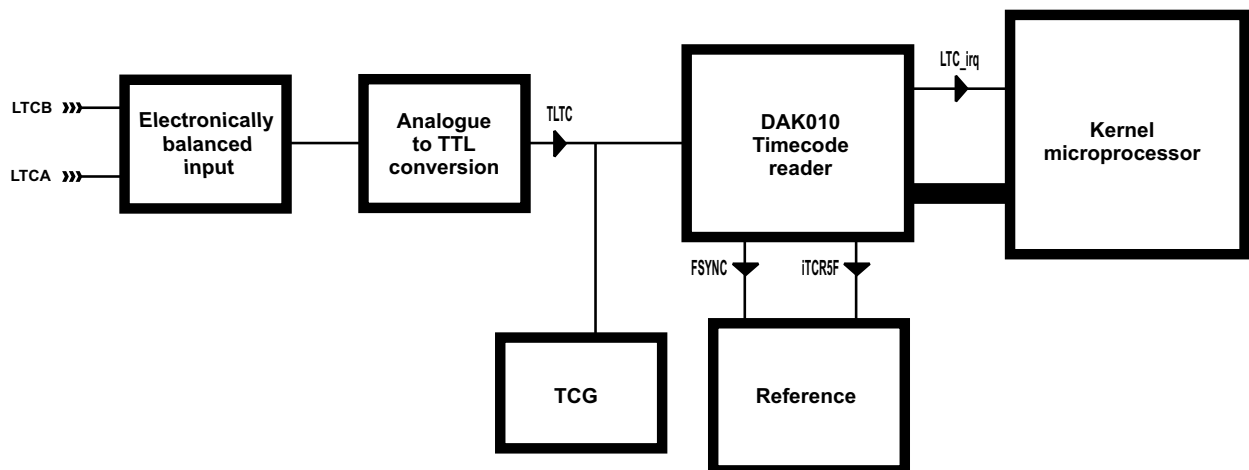 LTCB
LTCA
Electronically
balanced
input
Analogue
to TTL
conversion
TLTC
DAK010
Timecode
reader
LTC_irq
Kernel
microprocessor
FSYNC
iTCR5F
TCG
Reference